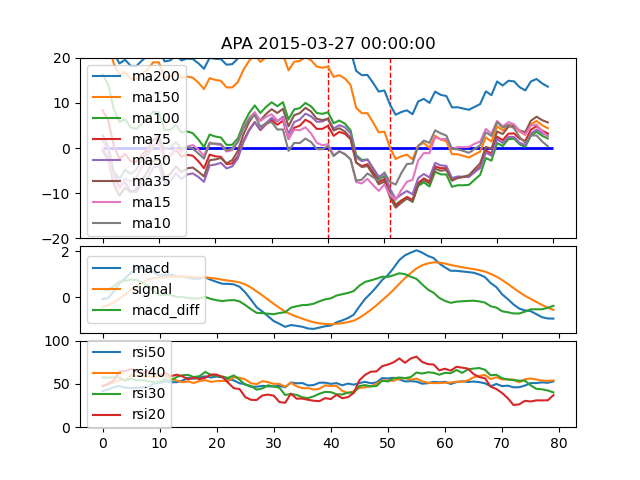 APA 2015-03-27 00:00:00
20
10
0
−10
−20
ma200
ma150
ma100
ma75
ma50
ma35
ma15
ma10
2
0
macd
signal
macd_diff
100
50
0
rsi50
rsi40
rsi30
rsi20
0 10 20 30 40 50 60 70 80